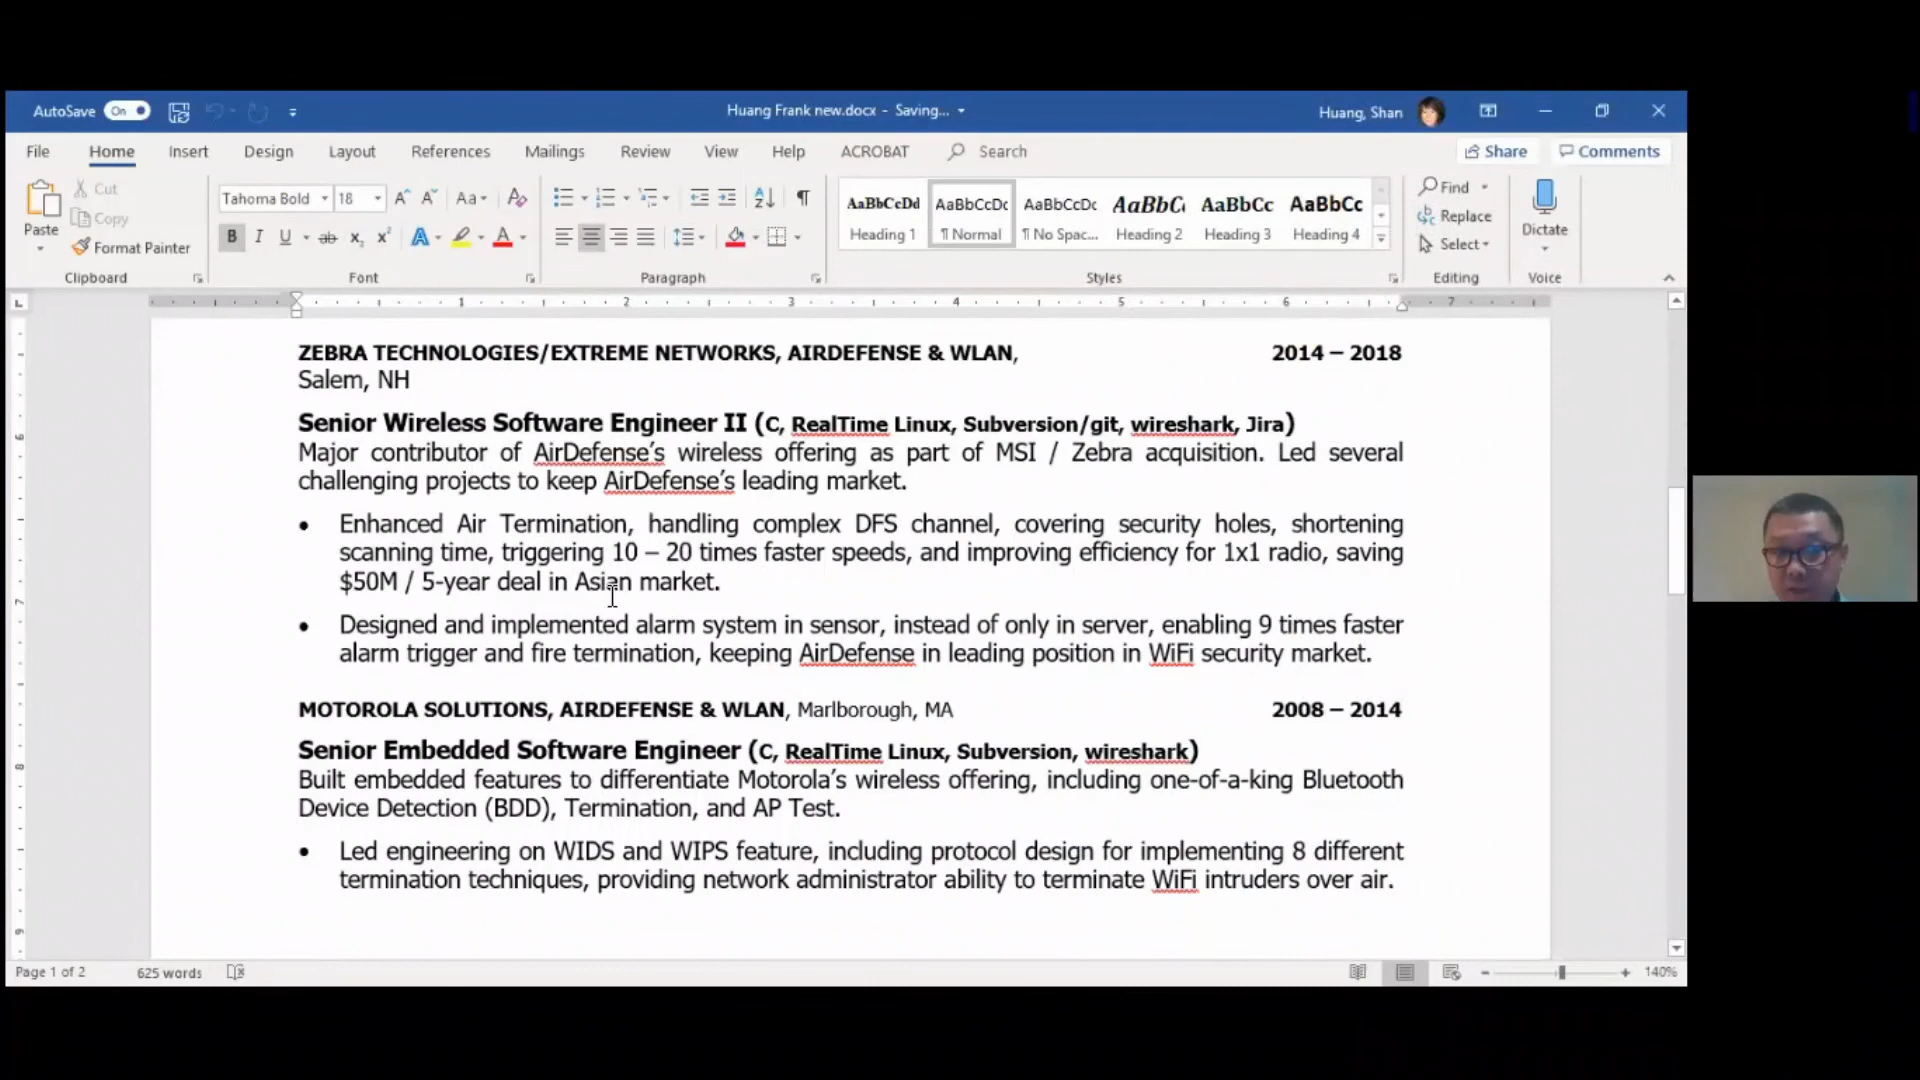 AutoSave On Huang Frank new.docx - Saving... Huang, Shan
File Home Insert Design Layout References Mailings Review View Help ACROBAT Search Share Comments
Paste Cut Copy Format Painter Clipboard
Tahoma Bold 18 Aa
B I U ab x₂ x² A A
Font
Paragraph
AaBbCcDd AaBbCcDc AaBbCcDc AaBbC AaBbCc AaBbCc
Heading 1 ¶ Normal ¶ No Spac... Heading 2 Heading 3 Heading 4
Styles
Find
Replace
Select
Editing
Dictate
Voice
1 2 3 4 5 6 7
ZEBRA TECHNOLOGIES/EXTREME NETWORKS, AIRDEFENSE & WLAN, 2014 – 2018
Salem, NH
Senior Wireless Software Engineer II (C, RealTime Linux, Subversion/git, wireshark, Jira)
Major contributor of AirDefense’s wireless offering as part of MSI / Zebra acquisition. Led several
challenging projects to keep AirDefense’s leading market.
• Enhanced Air Termination, handling complex DFS channel, covering security holes, shortening
scanning time, triggering 10 – 20 times faster speeds, and improving efficiency for 1x1 radio, saving
$50M / 5-year deal in Asian market.
• Designed and implemented alarm system in sensor, instead of only in server, enabling 9 times faster
alarm trigger and fire termination, keeping AirDefense in leading position in WiFi security market.
MOTOROLA SOLUTIONS, AIRDEFENSE & WLAN, Marlborough, MA 2008 – 2014
Senior Embedded Software Engineer (C, RealTime Linux, Subversion, wireshark)
Built embedded features to differentiate Motorola’s wireless offering, including one-of-a-king Bluetooth
Device Detection (BDD), Termination, and AP Test.
• Led engineering on WIDS and WIPS feature, including protocol design for implementing 8 different
termination techniques, providing network administrator ability to terminate WiFi intruders over air.
Page 1 of 2 625 words 140%